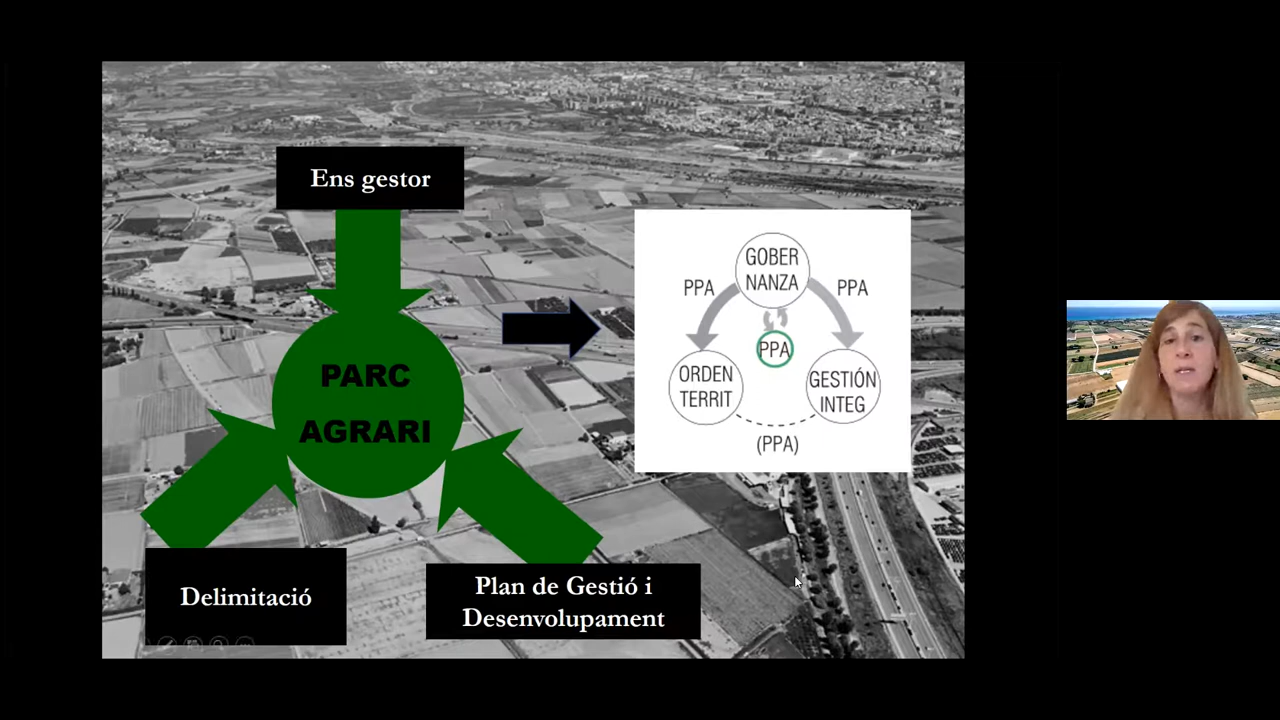 Ens gestor
PARC
AGRARI
Delimitació
Plan de Gestió i
Desenvolupament
GOBER
NANZA
PPA
PPA
PPA
ORDEN
TERRIT
GESTIÓN
INTEG
(PPA)